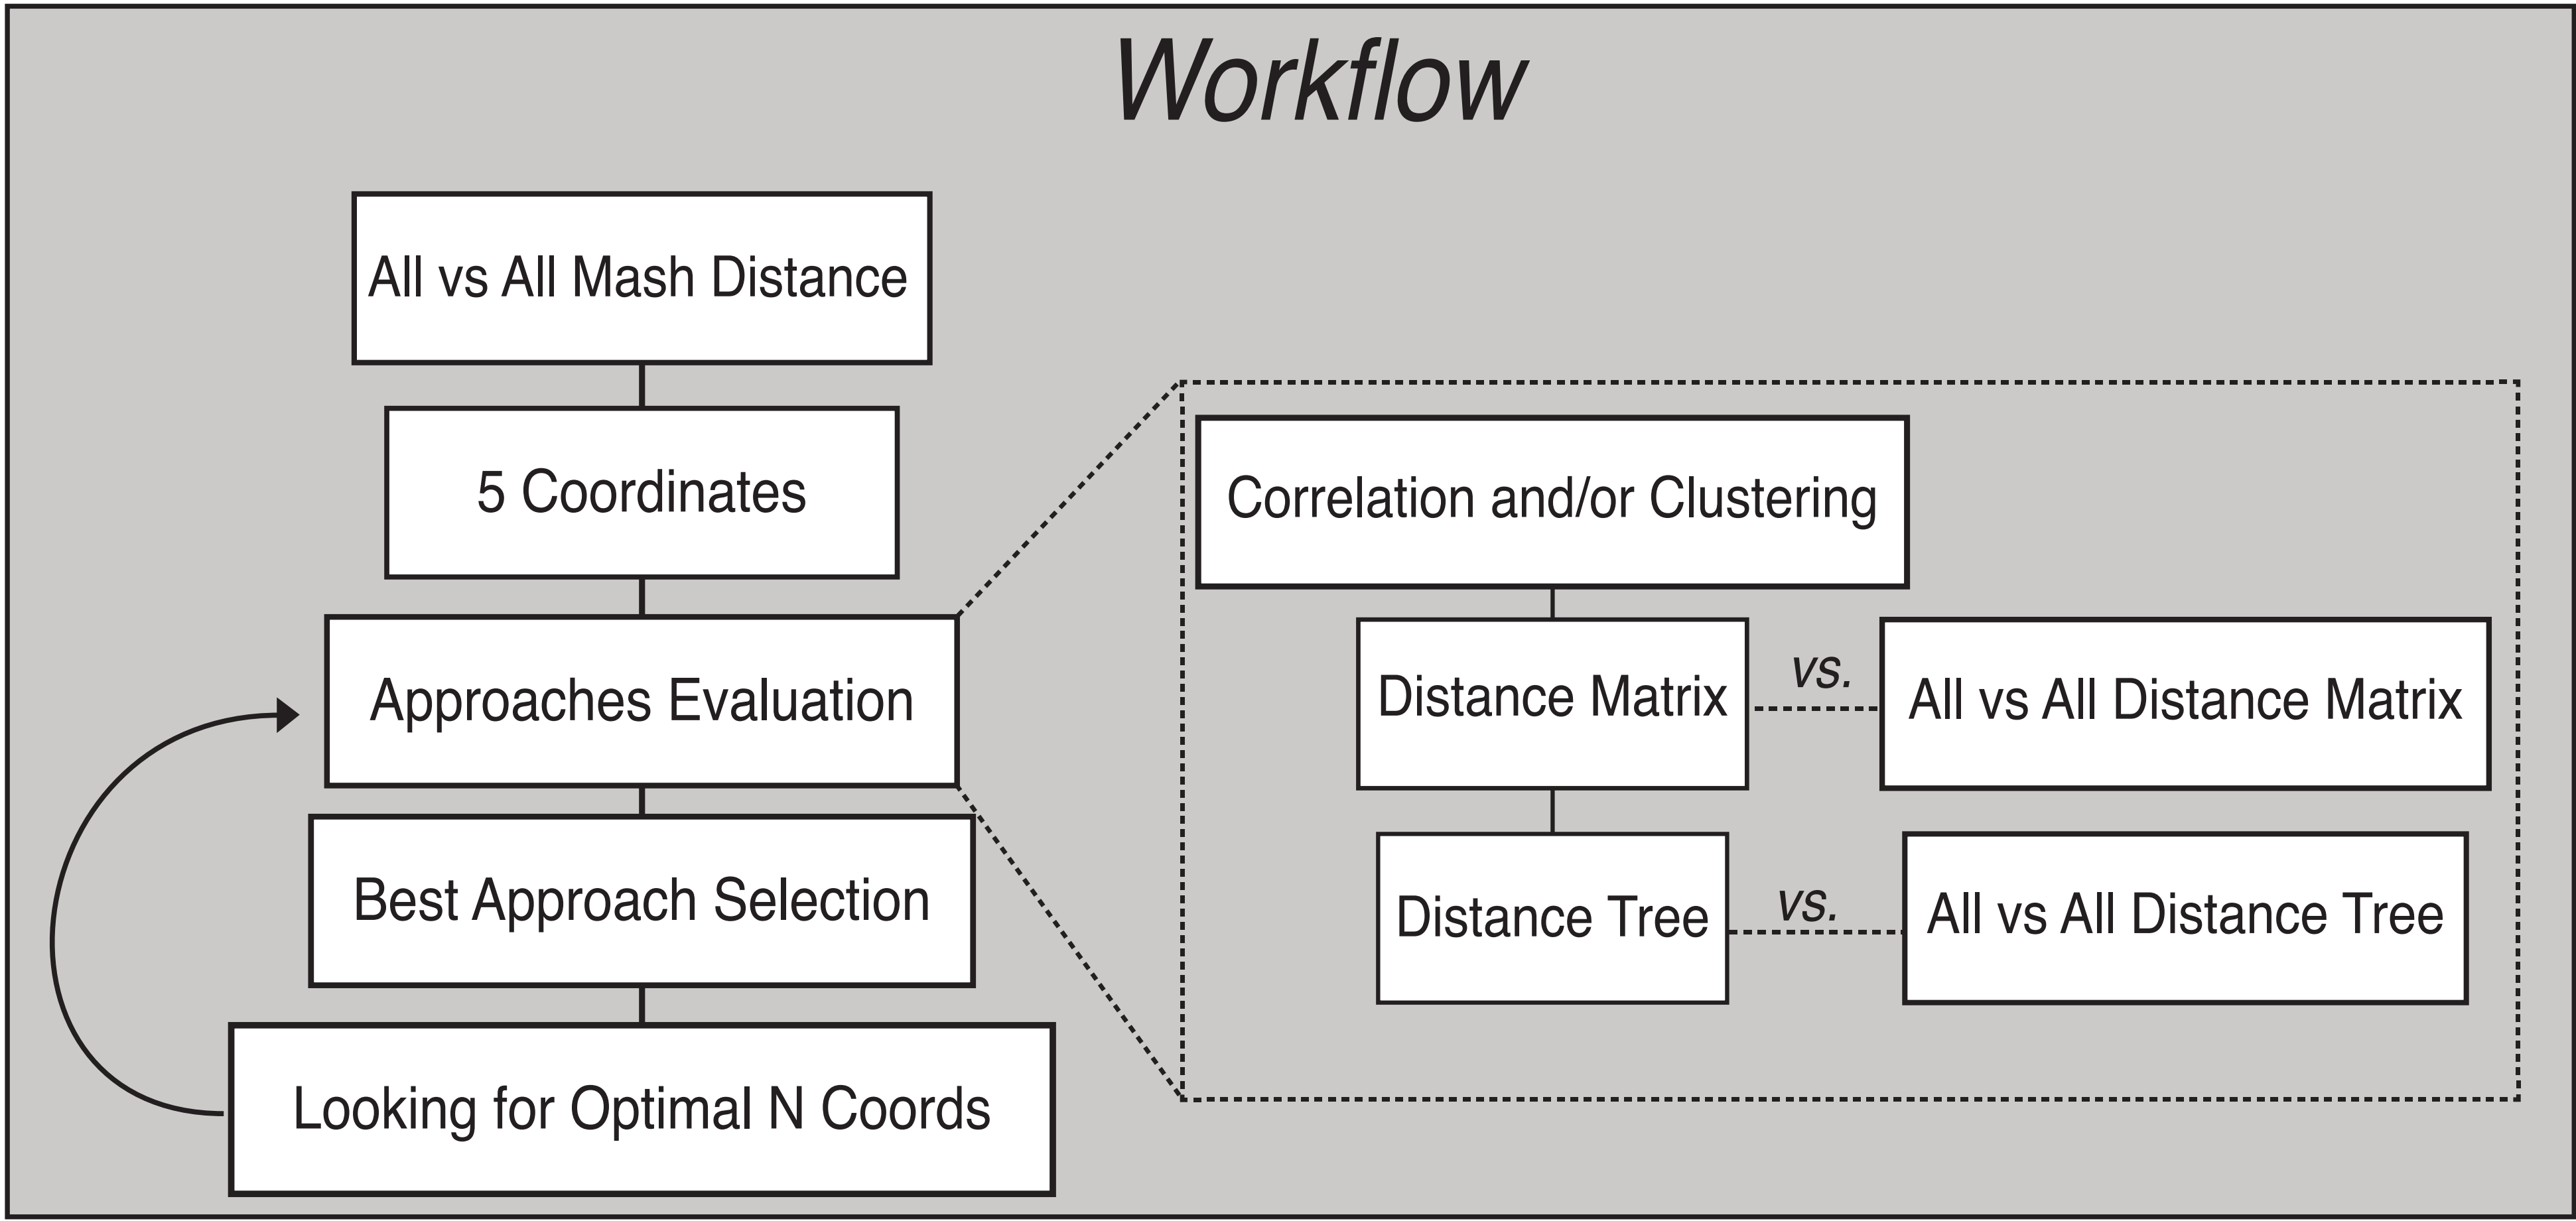 Workflow
All vs All Mash Distance
5 Coordinates
Approaches Evaluation
Best Approach Selection
Looking for Optimal N Coords
Correlation and/or Clustering
Distance Matrix
vs.
All vs All Distance Matrix
Distance Tree
vs.
All vs All Distance Tree